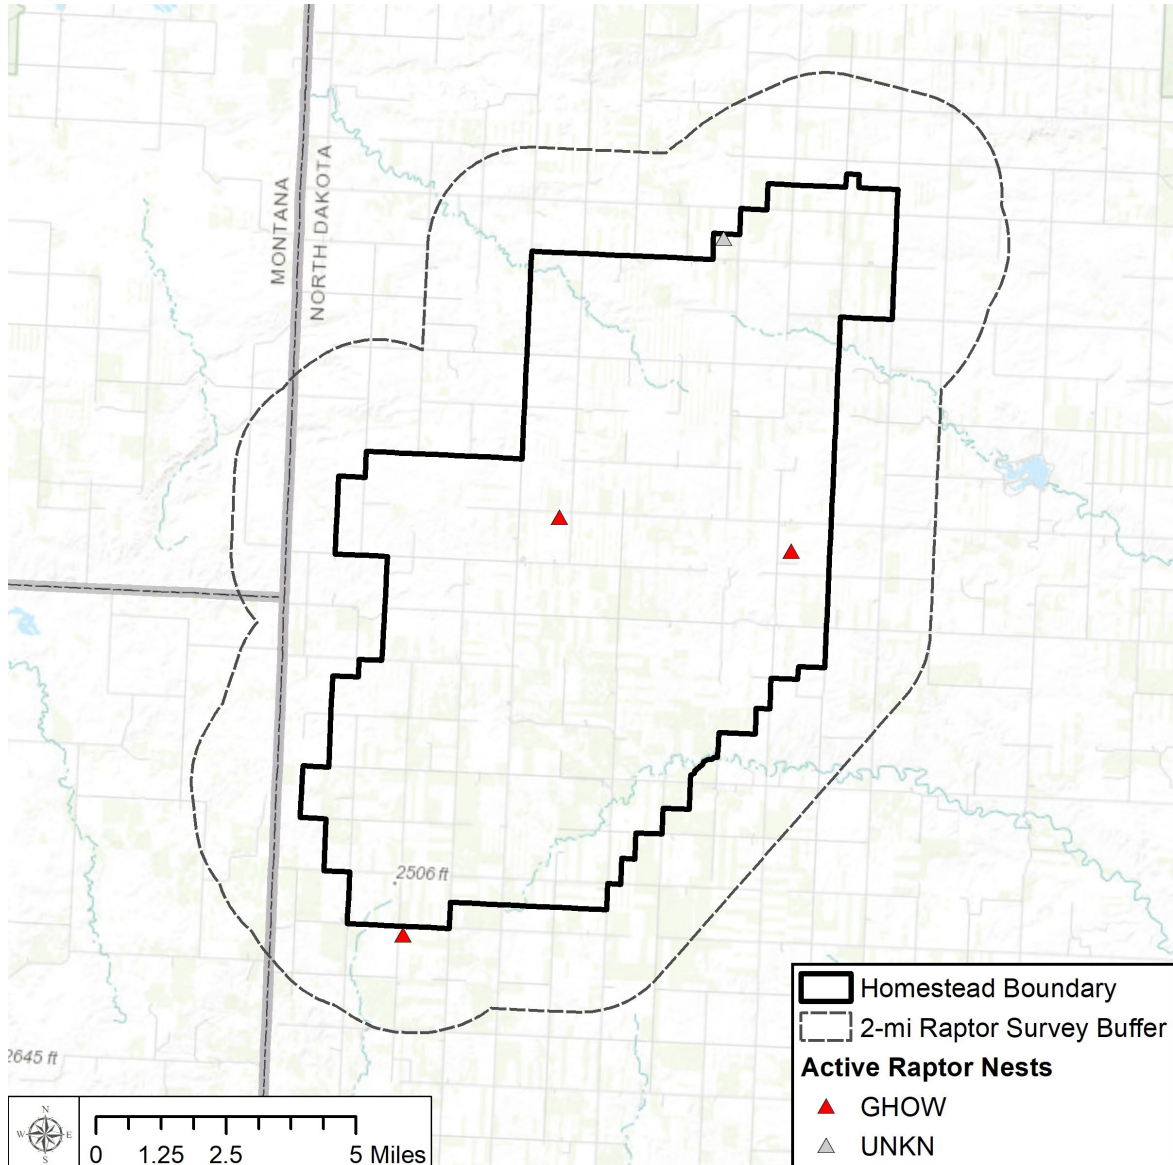 MONTANA
NORTH DAKOTA
2506 ft
2645 ft
Homestead Boundary
2-mi Raptor Survey Buffer
Active Raptor Nests
GHOW
UNKN
N
W E
S
0 1.25 2.5 5 Miles